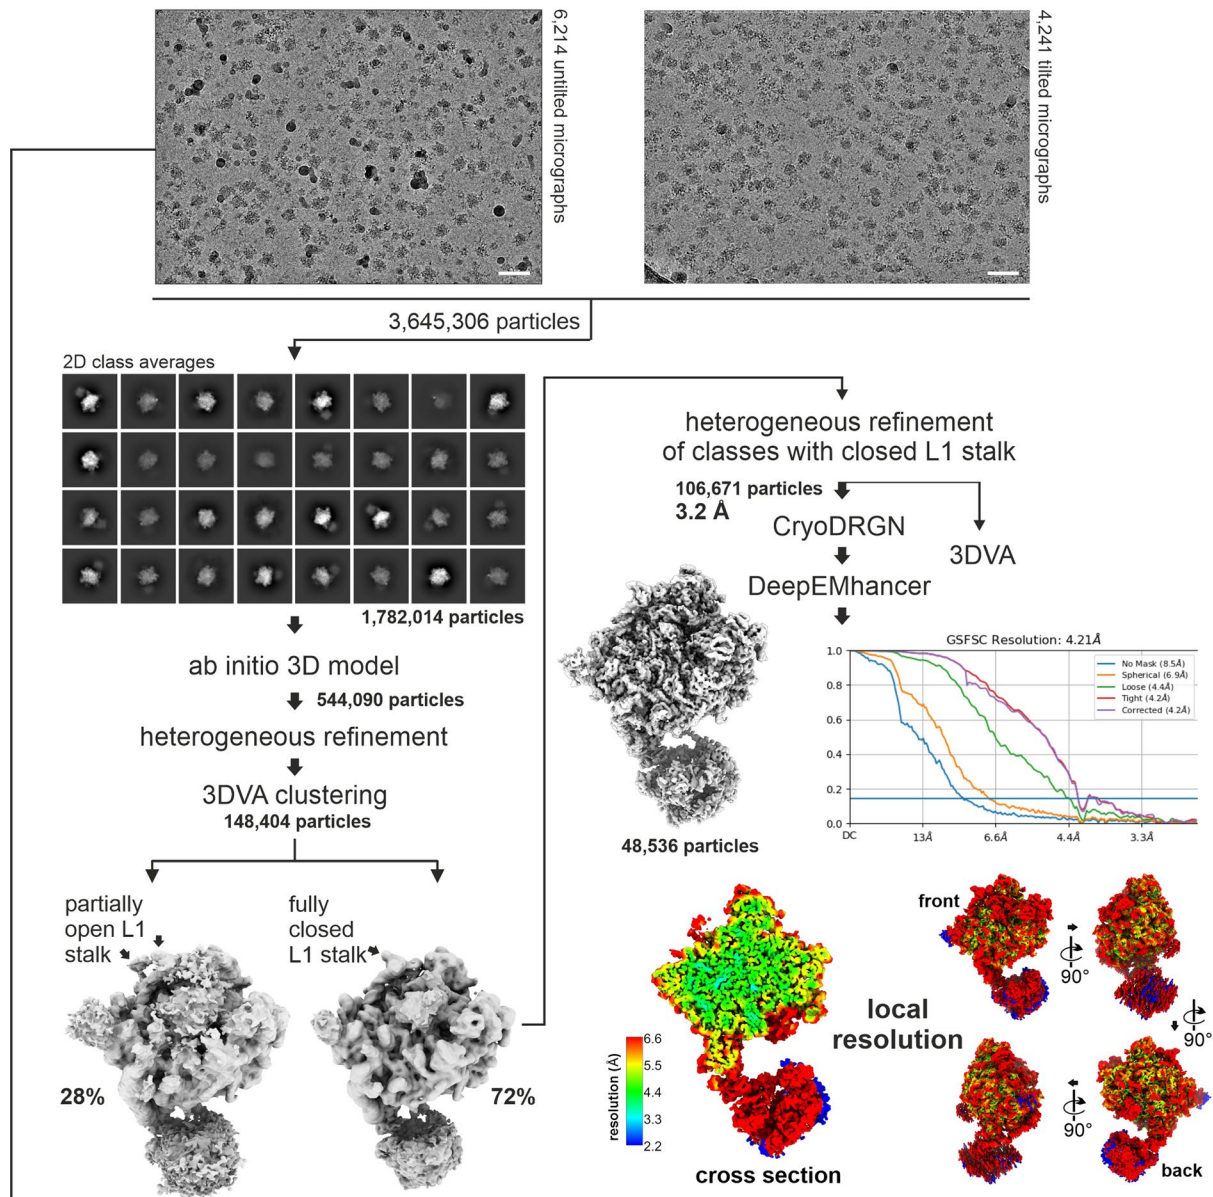 6,214 untilted micrographs
4,241 tilted micrographs
3,645,306 particles
2D class averages
1,782,014 particles
ab initio 3D model
544,090 particles
heterogeneous refinement
3DVA clustering
148,404 particles
partially
open L1
stalk
fully
closed
L1 stalk
28%
72%
heterogeneous refinement
of classes with closed L1 stalk
106,671 particles
3.2 Å
CryoDRGN
3DVA
DeepEMhancer
48,536 particles
GSFSC Resolution: 4.21Å
No Mask (8.5Å)
Spherical (6.9Å)
Loose (4.4Å)
Tight (4.2Å)
Corrected (4.2Å)
1.0
0.8
0.6
0.4
0.2
0.0
DC
13Å
6.6Å
4.4Å
3.3Å
local
resolution
resolution (Å)
6.6
5.5
4.4
3.3
2.2
cross section
front
90°
90°
90°
back